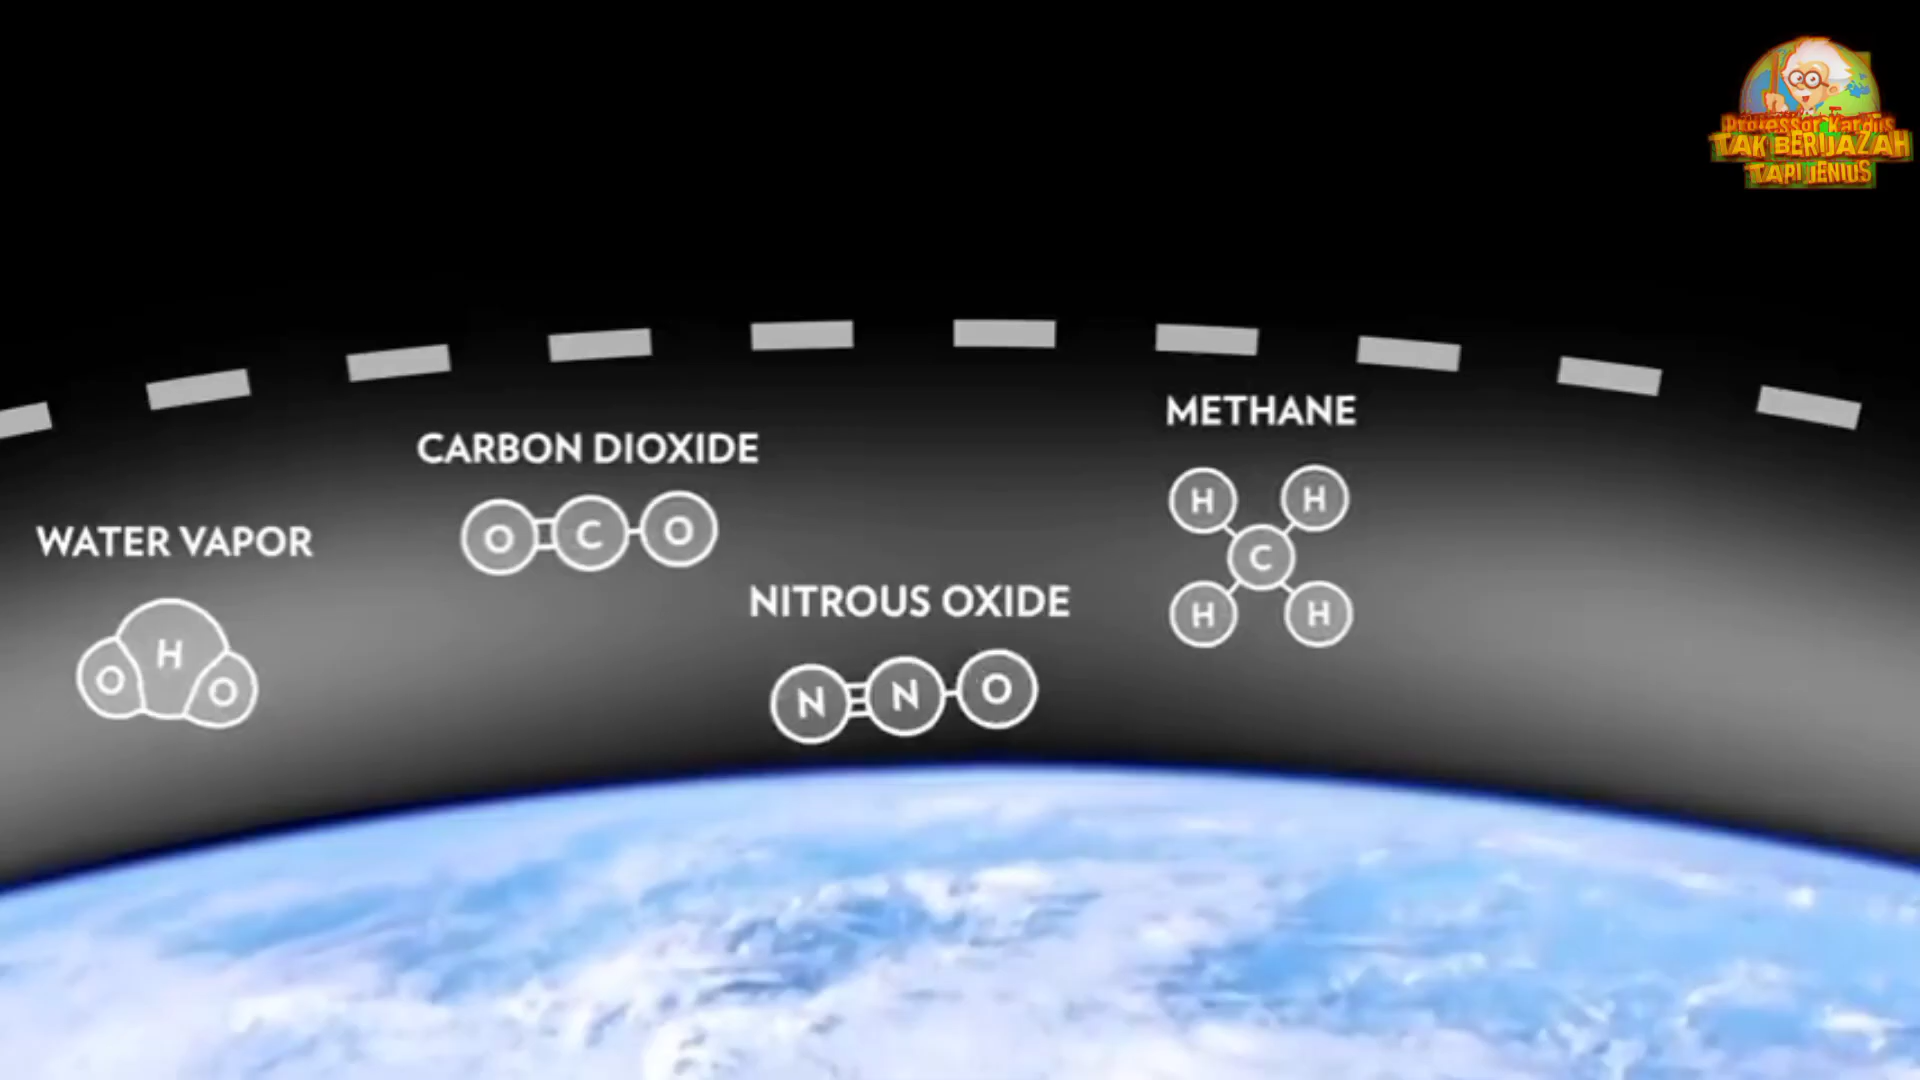 Professor Kardus
TAK BERIJAZAH
TAPI JENIUS
METHANE
CARBON DIOXIDE
WATER VAPOR
H H
O C O
C
NITROUS OXIDE
H H
H
O O
N N O